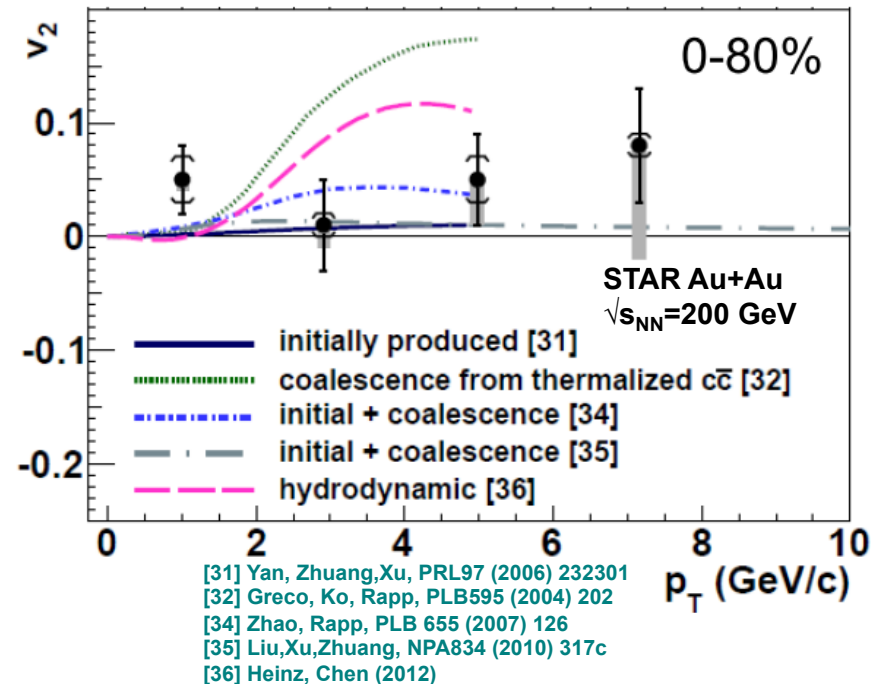 v₂
0-80%
0.1
0
-0.1
-0.2
STAR Au+Au
√sNN=200 GeV
initially produced [31]
coalescence from thermalized cc̅ [32]
initial + coalescence [34]
initial + coalescence [35]
hydrodynamic [36]
0 2 4 6 8 10
pT (GeV/c)
[31] Yan, Zhuang,Xu, PRL97 (2006) 232301
[32] Greco, Ko, Rapp, PLB595 (2004) 202
[34] Zhao, Rapp, PLB 655 (2007) 126
[35] Liu,Xu,Zhuang, NPA834 (2010) 317c
[36] Heinz, Chen (2012)